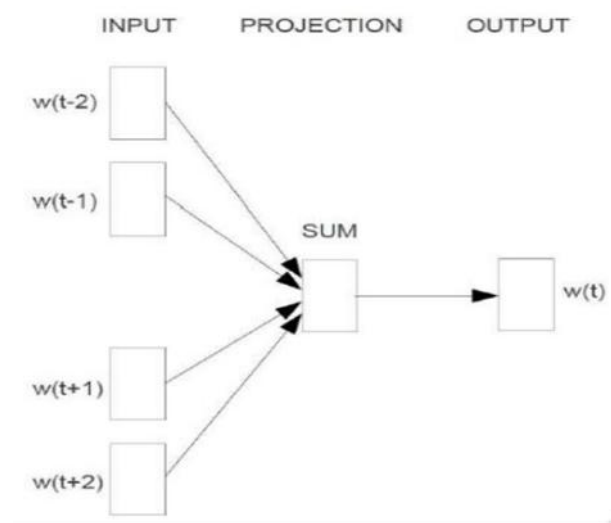 INPUT PROJECTION OUTPUT
w(t-2)
w(t-1)
SUM
w(t)
w(t+1)
w(t+2)